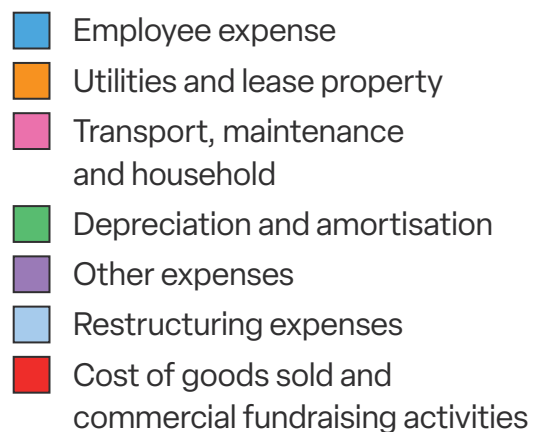 Employee expense
Utilities and lease property
Transport, maintenance
and household
Depreciation and amortisation
Other expenses
Restructuring expenses
Cost of goods sold and
commercial fundraising activities